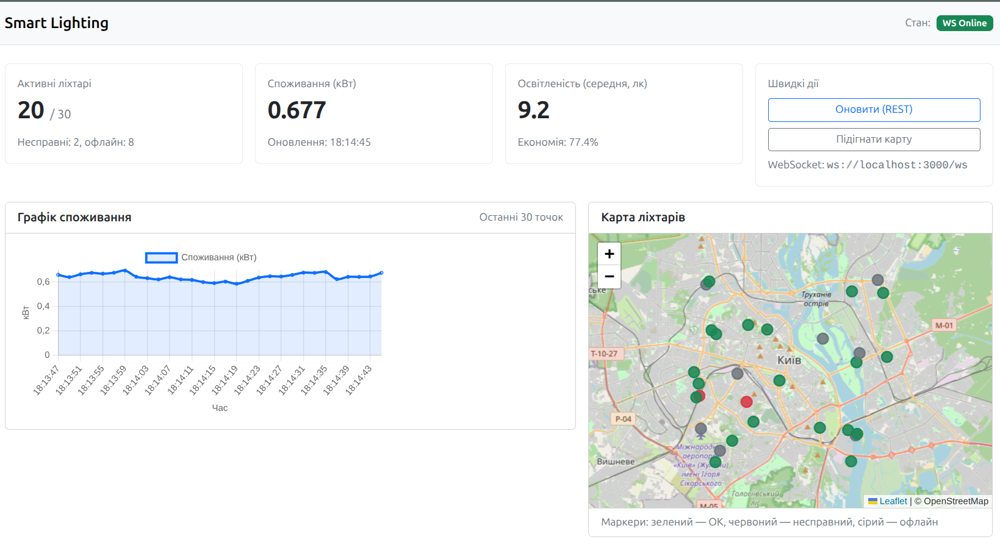 Smart Lighting
Стан: WS Online
Активні ліхтарі
20 / 30
Несправні: 2, офлайн: 8
Споживання (кВт)
0.677
Оновлення: 18:14:45
Освітленість (середня, лк)
9.2
Економія: 77.4%
Швидкі дії
Оновити (REST)
Підігнати карту
WebSocket: ws://localhost:3000/ws
Графік споживання
Останні 30 точок
Споживання (кВт)
0,6
0,4
0,2
0
кВт
18:13:47
18:13:51
18:13:55
18:13:59
18:14:03
18:14:07
18:14:11
18:14:15
18:14:19
18:14:23
18:14:27
18:14:31
18:14:35
18:14:39
18:14:43
Час
Карта ліхтарів
+
−
ське
Труханів
острів
М-01
Т-10-27
Київ
Р-04
Міжнародний
аеропорт
«Київ» (Жуляни)
імені Ігоря
Сікорського
Вишневе
Голосіївський
ліс
М-05
Leaflet | © OpenStreetMap
Маркери: зелений — OK, червоний — несправний, сірий — офлайн